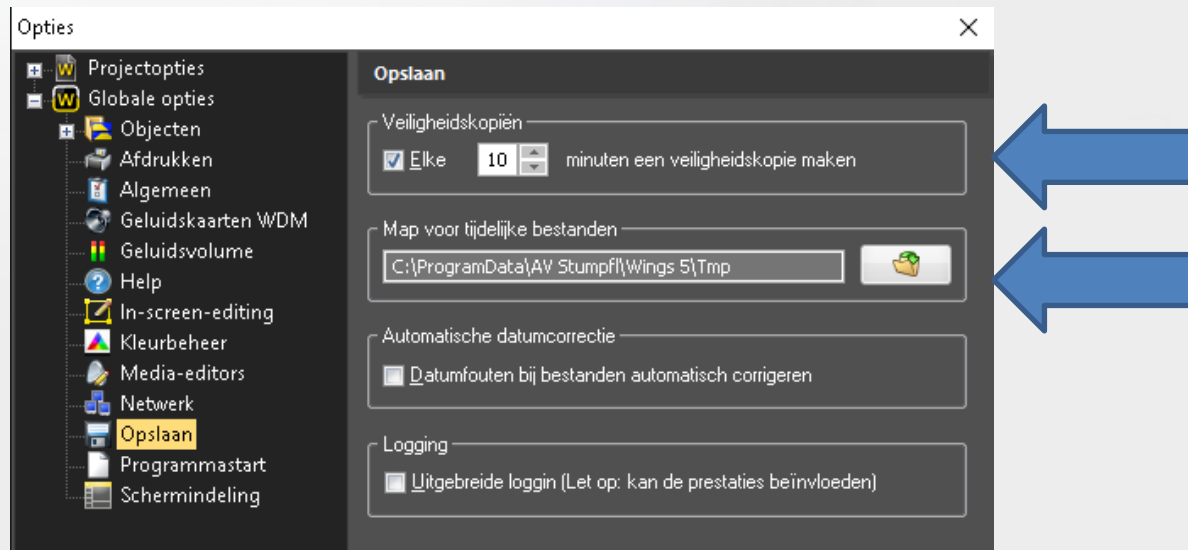 Opties
Projectopties
Globale opties
Objecten
Afdrukken
Algemeen
Geluidskaarten WDM
Geluidsvolume
Help
In-screen-editing
Kleurbeheer
Media-editors
Netwerk
Opslaan
Programmastart
Schermindeling
Opslaan
Veiligheidskopiën
Elke 10 minuten een veiligheidskopie maken
Map voor tijdelijke bestanden
C:\ProgramData\AV Stumpfl\Wings 5\Tmp
Automatische datumcorrectie
Datumfouten bij bestanden automatisch corrigeren
Logging
Uitgebreide loggin (Let op: kan de prestaties beïnvloeden)